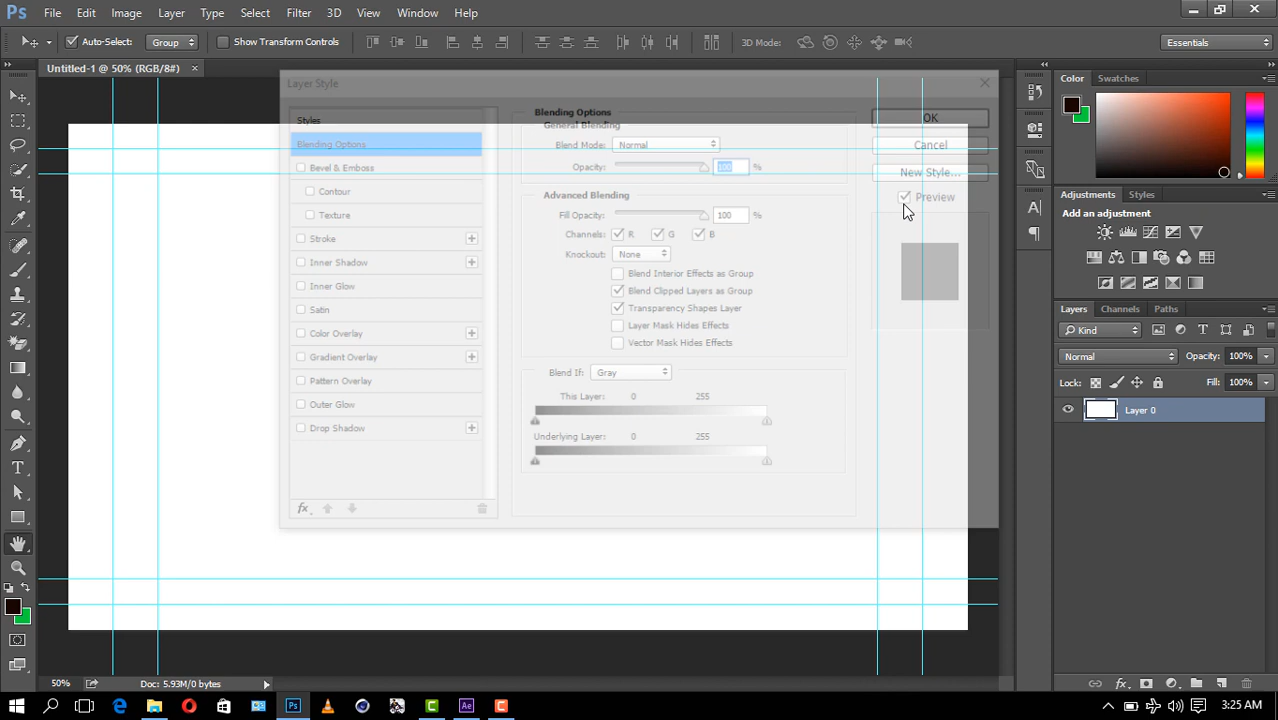 Ps File Edit Image Layer Type Select Filter 3D View Window Help
Auto-Select: Group Show Transform Controls 3D Mode: Essentials
Untitled-1 @ 50% (RGB/8#) ×
Layer Style
Styles
Blending Options
Bevel & Emboss
Contour
Texture
Stroke
Inner Shadow
Inner Glow
Satin
Color Overlay
Gradient Overlay
Pattern Overlay
Outer Glow
Drop Shadow
fx
Blending Options
General Blending
Blend Mode: Normal
Opacity: 100 %
Advanced Blending
Fill Opacity: 100 %
Channels: R G B
Knockout: None
Blend Interior Effects as Group
Blend Clipped Layers as Group
Transparency Shapes Layer
Layer Mask Hides Effects
Vector Mask Hides Effects
Blend If: Gray
This Layer: 0 255
Underlying Layer: 0 255
OK
Cancel
New Style...
Preview
Color Swatches
Adjustments Styles
Add an adjustment
Layers Channels Paths
Kind
Normal Opacity: 100%
Lock: Fill: 100%
Layer 0
fx
50% Doc: 5.93M/0 bytes
Ps Ae C C 3:25 AM